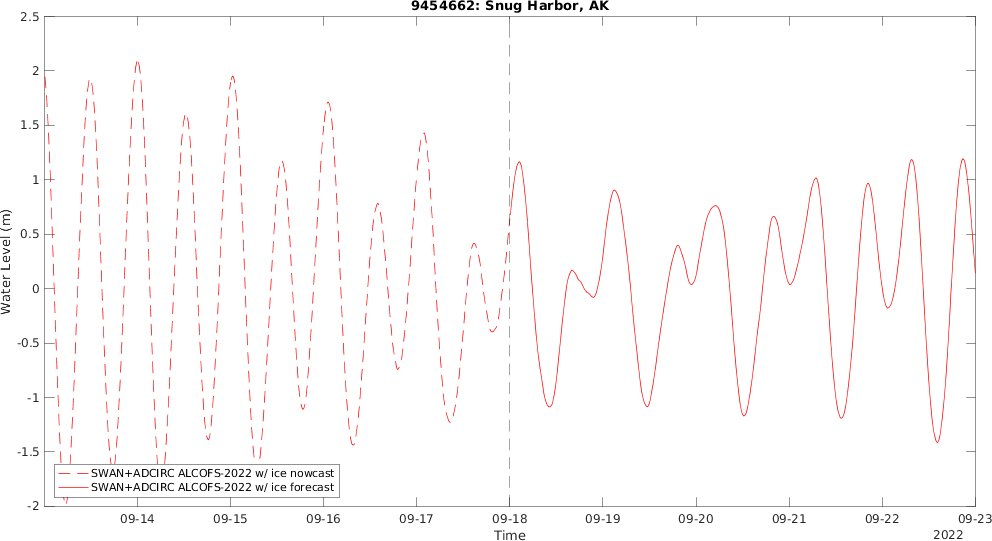 9454662: Snug Harbor, AK
2.5
2
1.5
1
0.5
0
-0.5
-1
-1.5
-2
Water Level (m)
SWAN+ADCIRC ALCOFS-2022 w/ ice nowcast
SWAN+ADCIRC ALCOFS-2022 w/ ice forecast
09-14 09-15 09-16 09-17 09-18 09-19 09-20 09-21 09-22 09-23
Time
2022